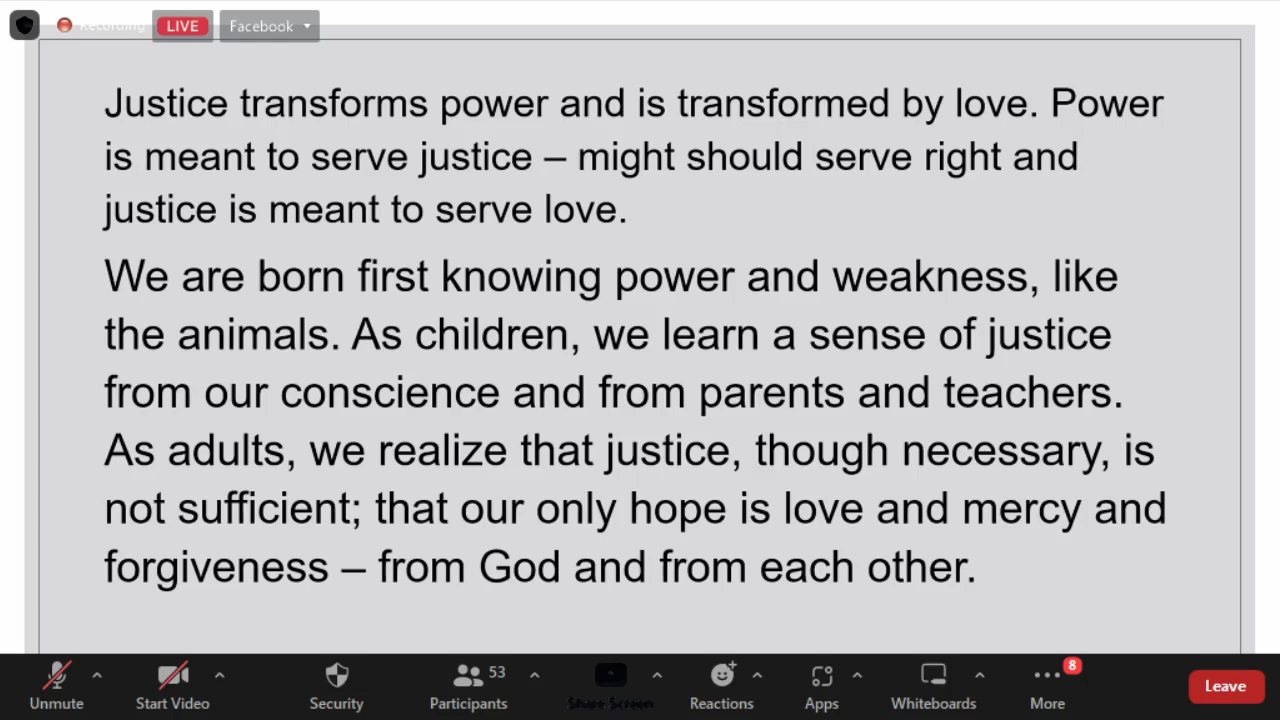 Recording LIVE Facebook
Justice transforms power and is transformed by love. Power
is meant to serve justice – might should serve right and
justice is meant to serve love.
We are born first knowing power and weakness, like
the animals. As children, we learn a sense of justice
from our conscience and from parents and teachers.
As adults, we realize that justice, though necessary, is
not sufficient; that our only hope is love and mercy and
forgiveness – from God and from each other.
53 8
Unmute Start Video Security Participants Share Screen Reactions Apps Whiteboards More Leave